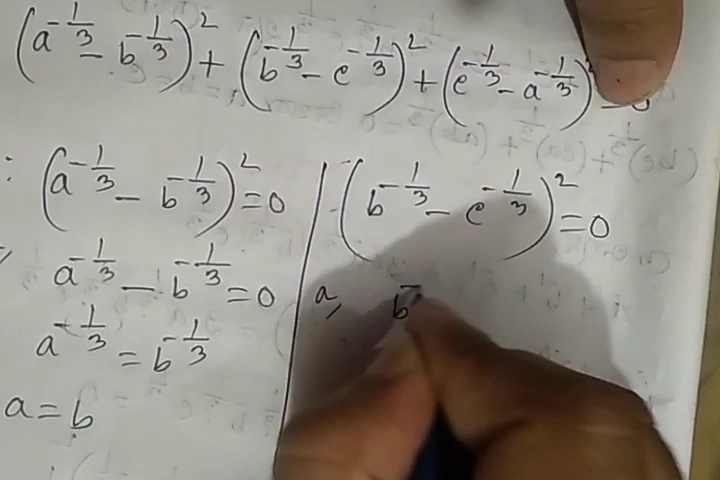 (a^{-1/3} - b^{-1/3})^2 + (b^{-1/3} - c^{-1/3})^2 + (c^{-1/3} - a^{-1/3})^2
: (a^{-1/3} - b^{-1/3})^2 = 0
a^{-1/3} - b^{-1/3} = 0
a^{-1/3} = b^{-1/3}
a = b
(b^{-1/3} - c^{-1/3})^2 = 0
b^-